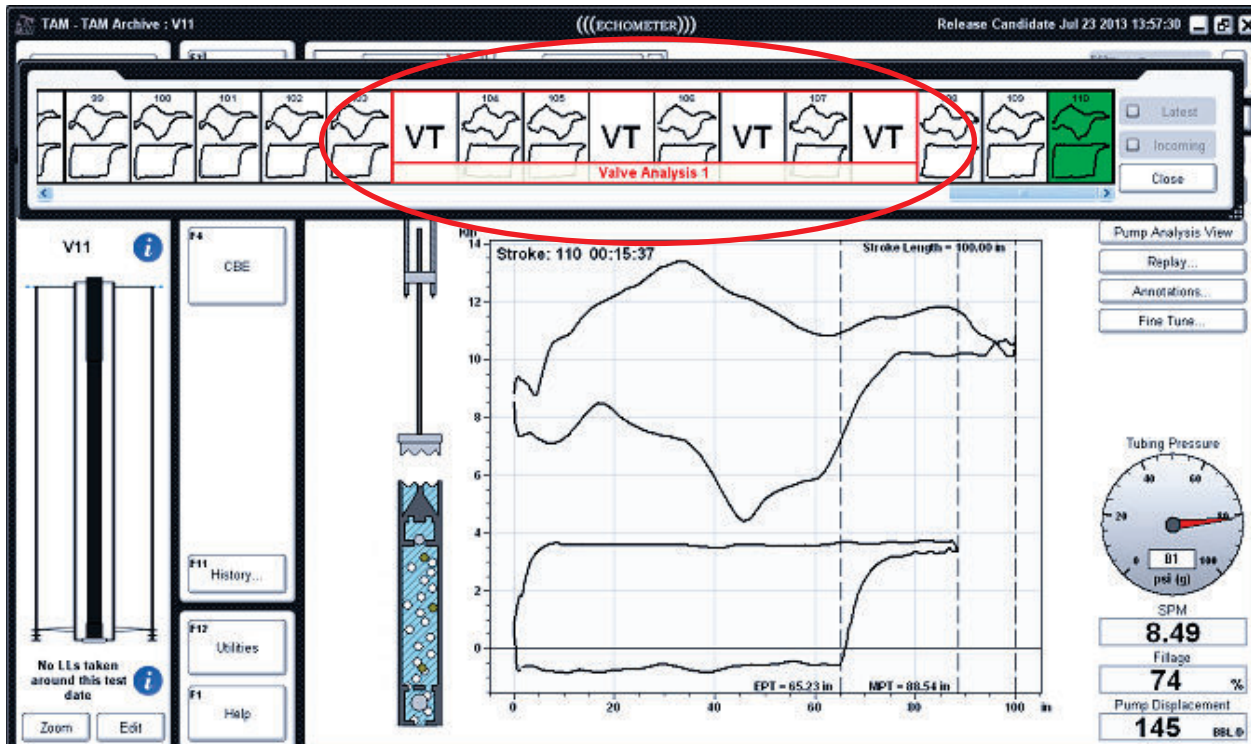 TAM - TAM Archive : V11
(((ECHOMETER)))
Release Candidate Jul 23 2013 13:57:30
99
100
101
102
103
VT
104
105
VT
106
VT
107
VT
108
109
110
Valve Analysis 1
Latest
Incoming
Close
V11
F4
CBE
F11
History...
F12
Utilities
F1
Help
No LLs taken
around this test
date
Zoom
Edit
Stroke: 110 00:15:37
Stroke Length = 100.00 in
14
12
10
8
6
4
2
0
EPT = 65.23 in
MPT = 88.54 in
0
20
40
60
80
100
in
Pump Analysis View
Replay...
Annotations...
Fine Tune...
Tubing Pressure
0
20
40
60
80
100
81
psi (g)
SPM
8.49
Fillage
74 %
Pump Displacement
145 BBL/D